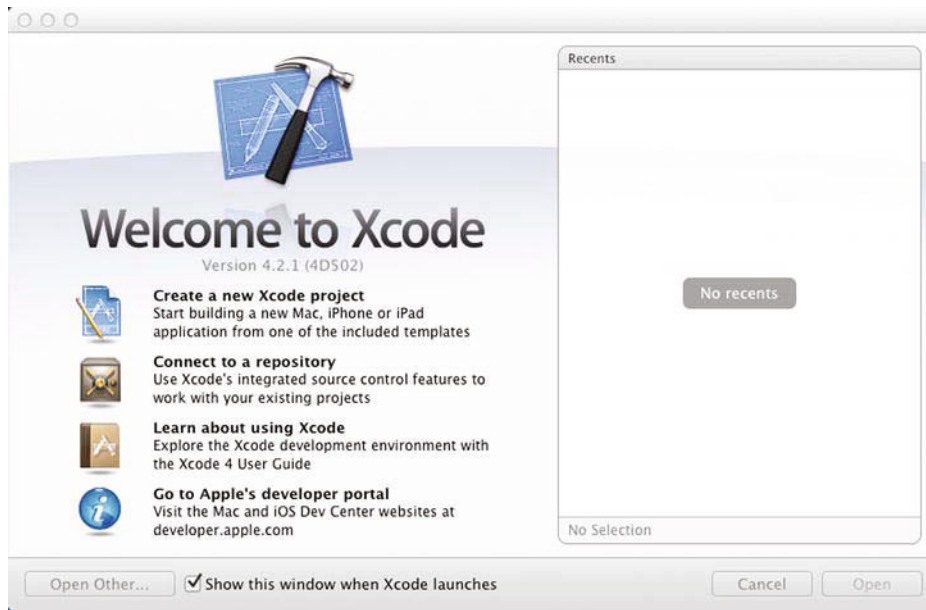 Welcome to Xcode
Version 4.2.1 (4D502)
Create a new Xcode project
Start building a new Mac, iPhone or iPad
application from one of the included templates
Connect to a repository
Use Xcode's integrated source control features to
work with your existing projects
Learn about using Xcode
Explore the Xcode development environment with
the Xcode 4 User Guide
Go to Apple's developer portal
Visit the Mac and iOS Dev Center websites at
developer.apple.com
Recents
No recents
No Selection
Open Other...
Show this window when Xcode launches
Cancel
Open